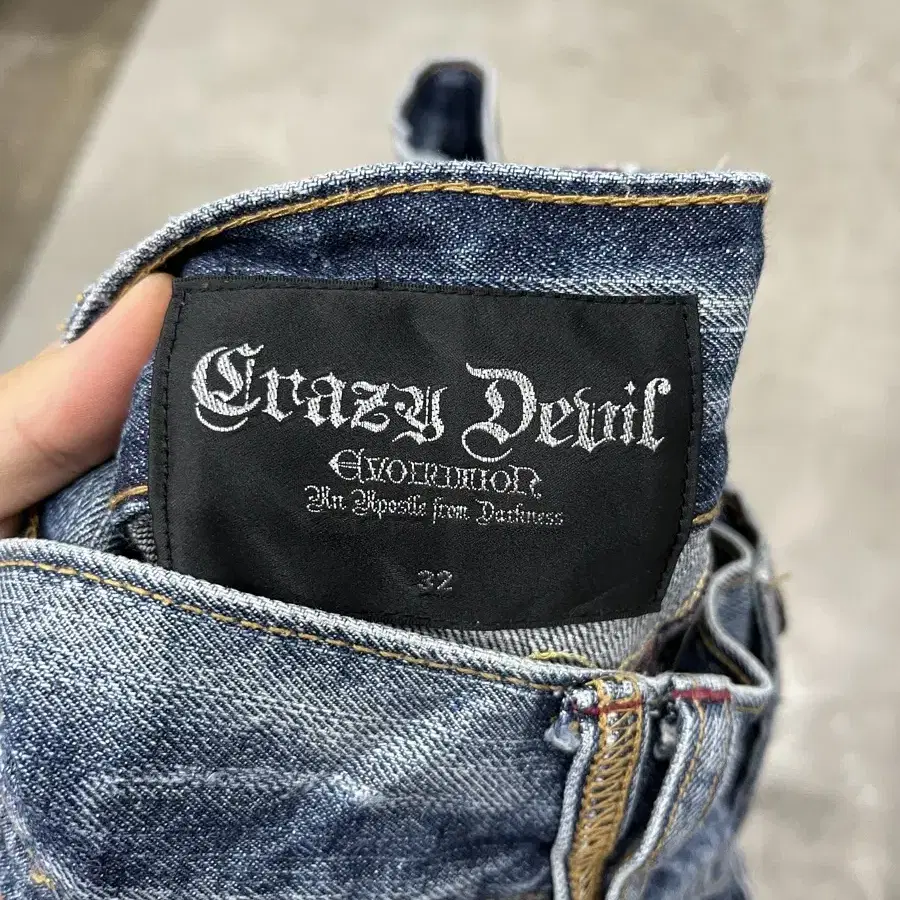 Crazy Devil
EVOLUTION
An Apostle from Darkness
32